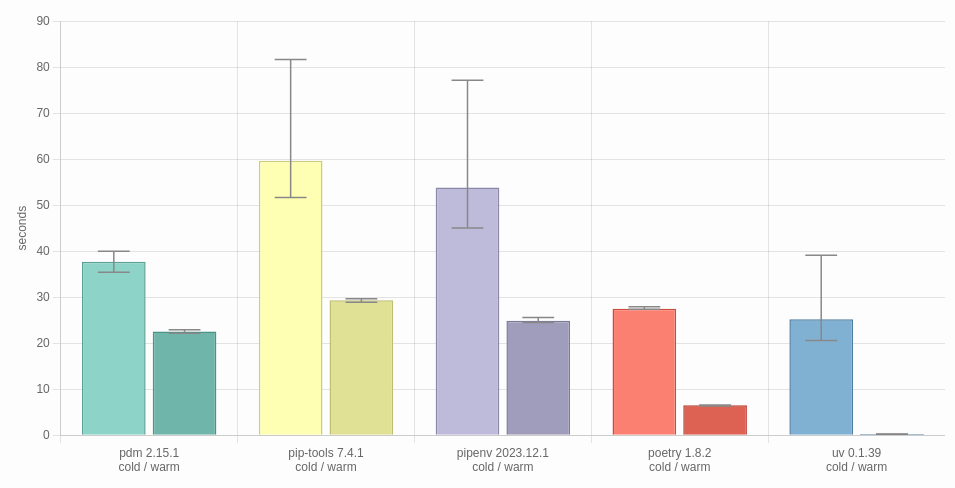 90
80
70
60
50
40
30
20
10
0
seconds
pdm 2.15.1
cold / warm
pip-tools 7.4.1
cold / warm
pipenv 2023.12.1
cold / warm
poetry 1.8.2
cold / warm
uv 0.1.39
cold / warm